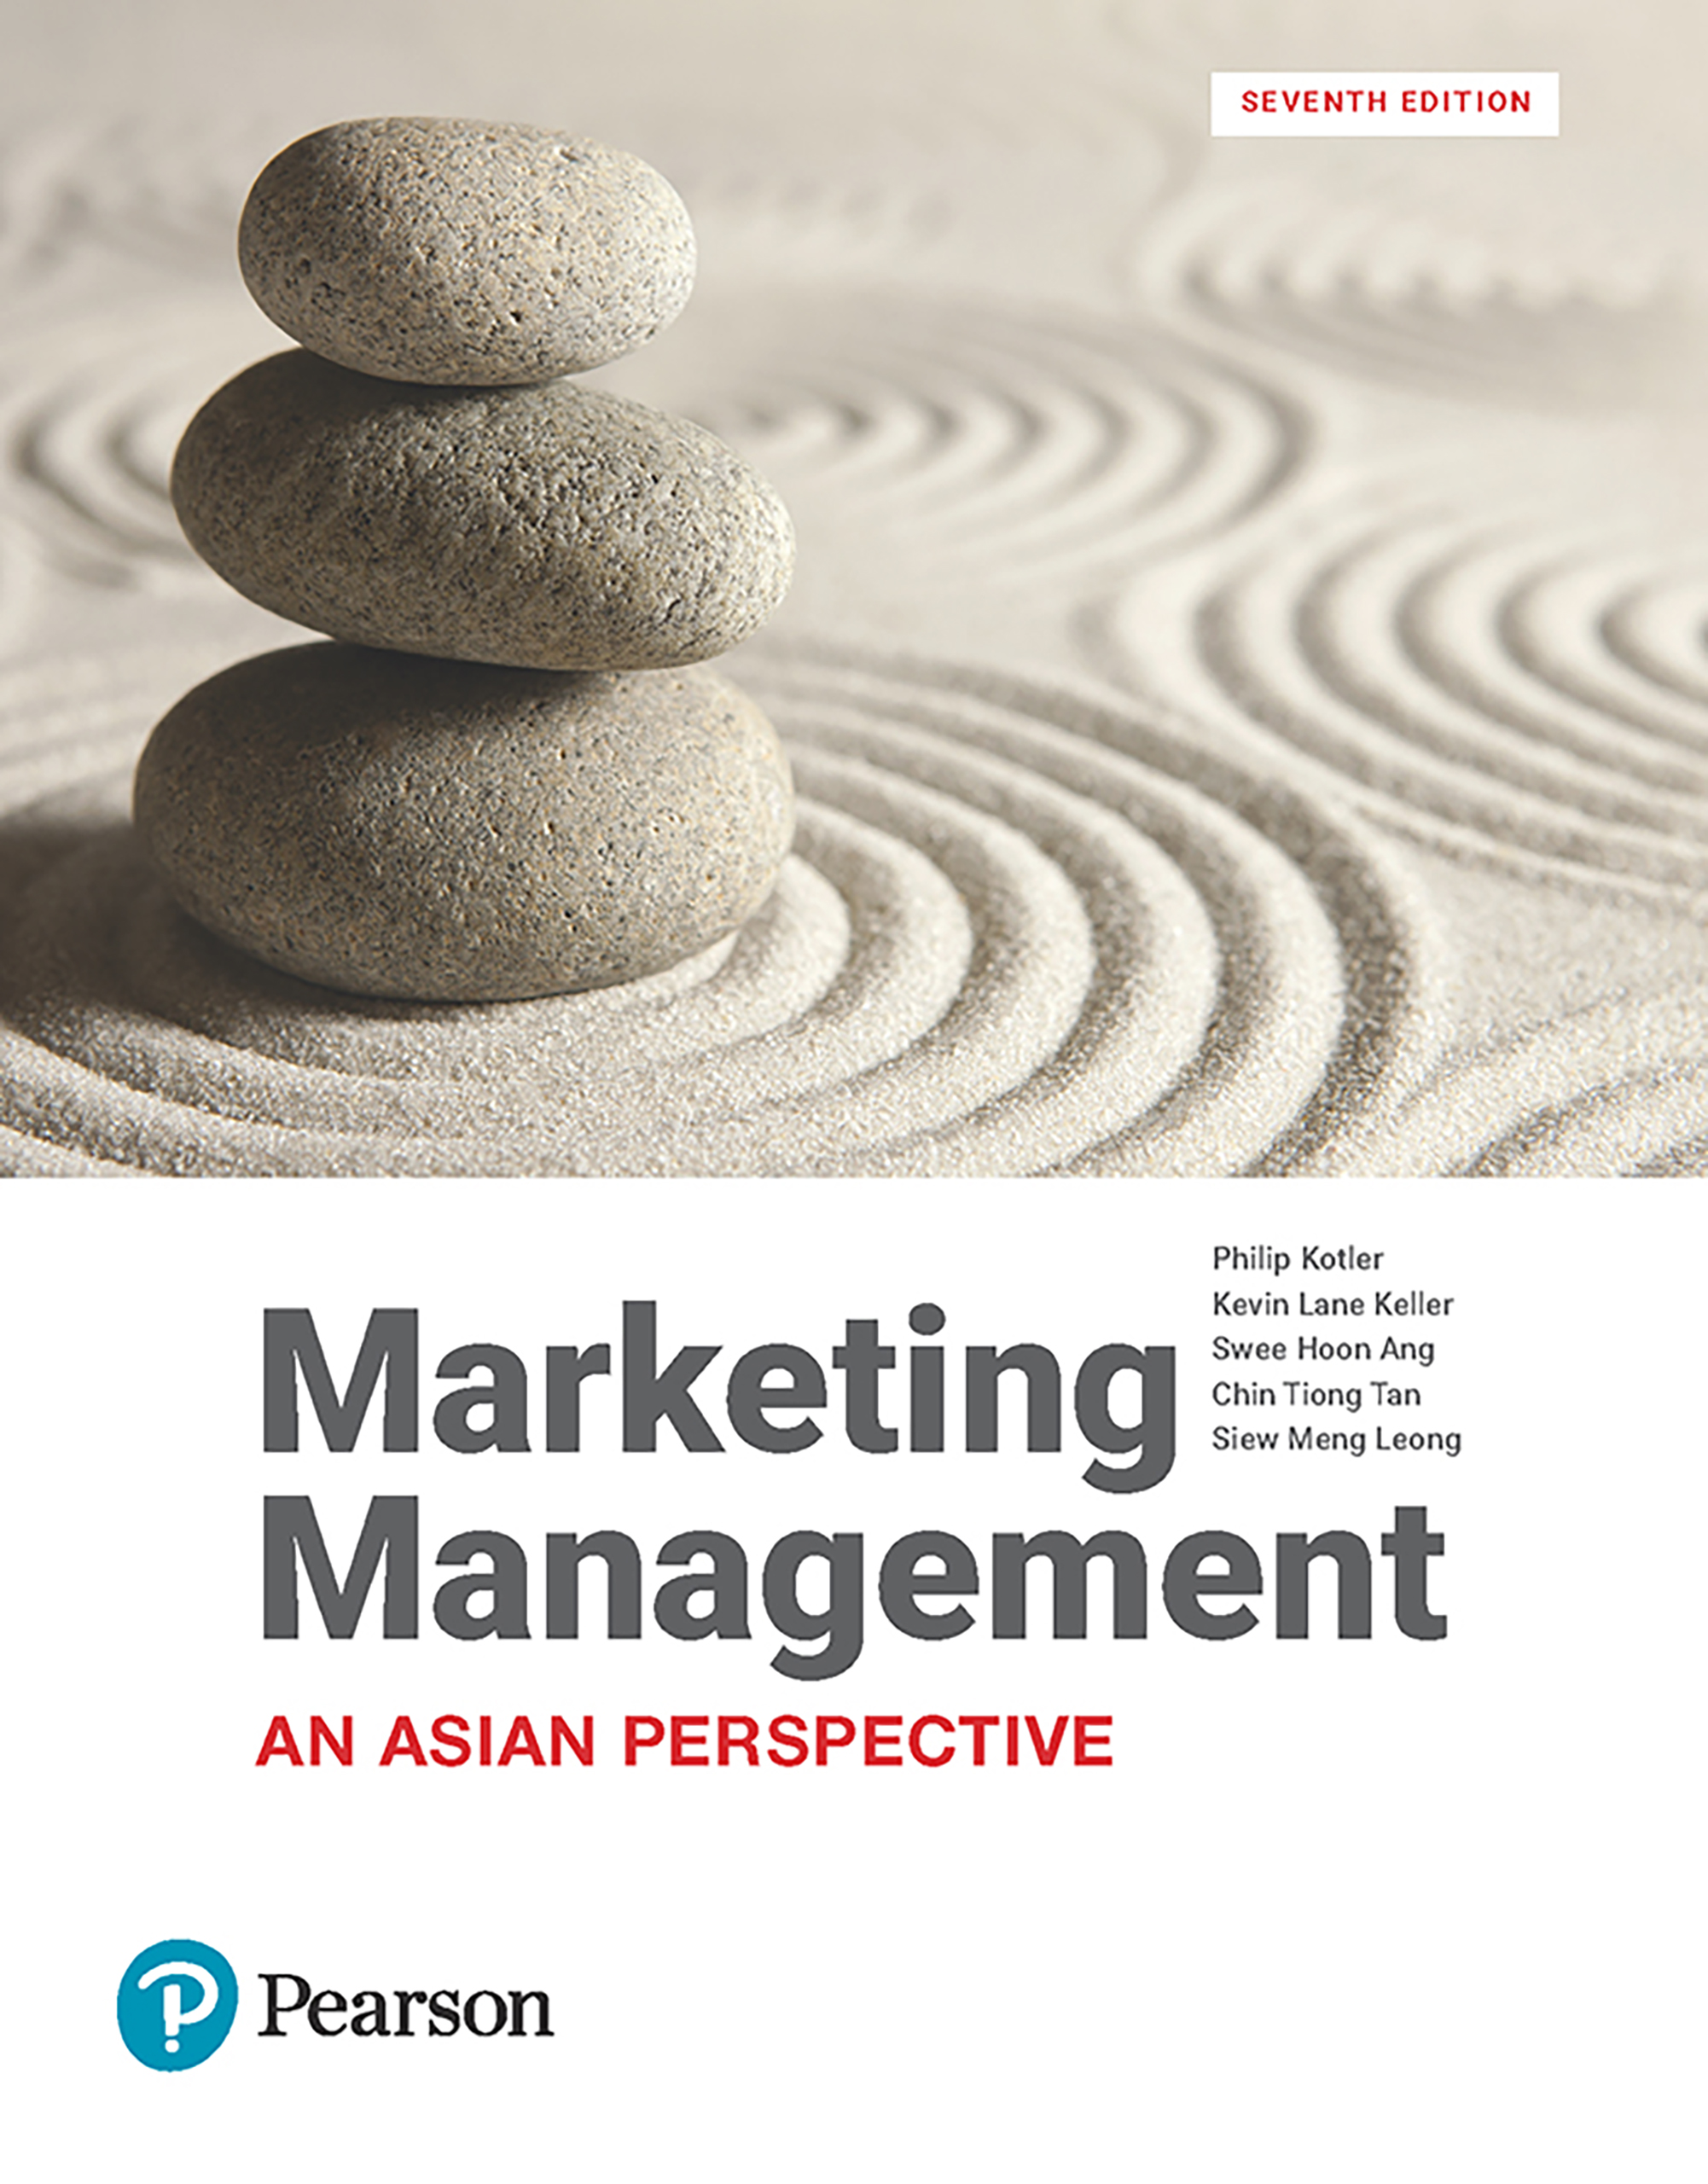 SEVENTH EDITION
Philip Kotler
Kevin Lane Keller
Swee Hoon Ang
Chin Tiong Tan
Siew Meng Leong
Marketing
Management
AN ASIAN PERSPECTIVE
Pearson